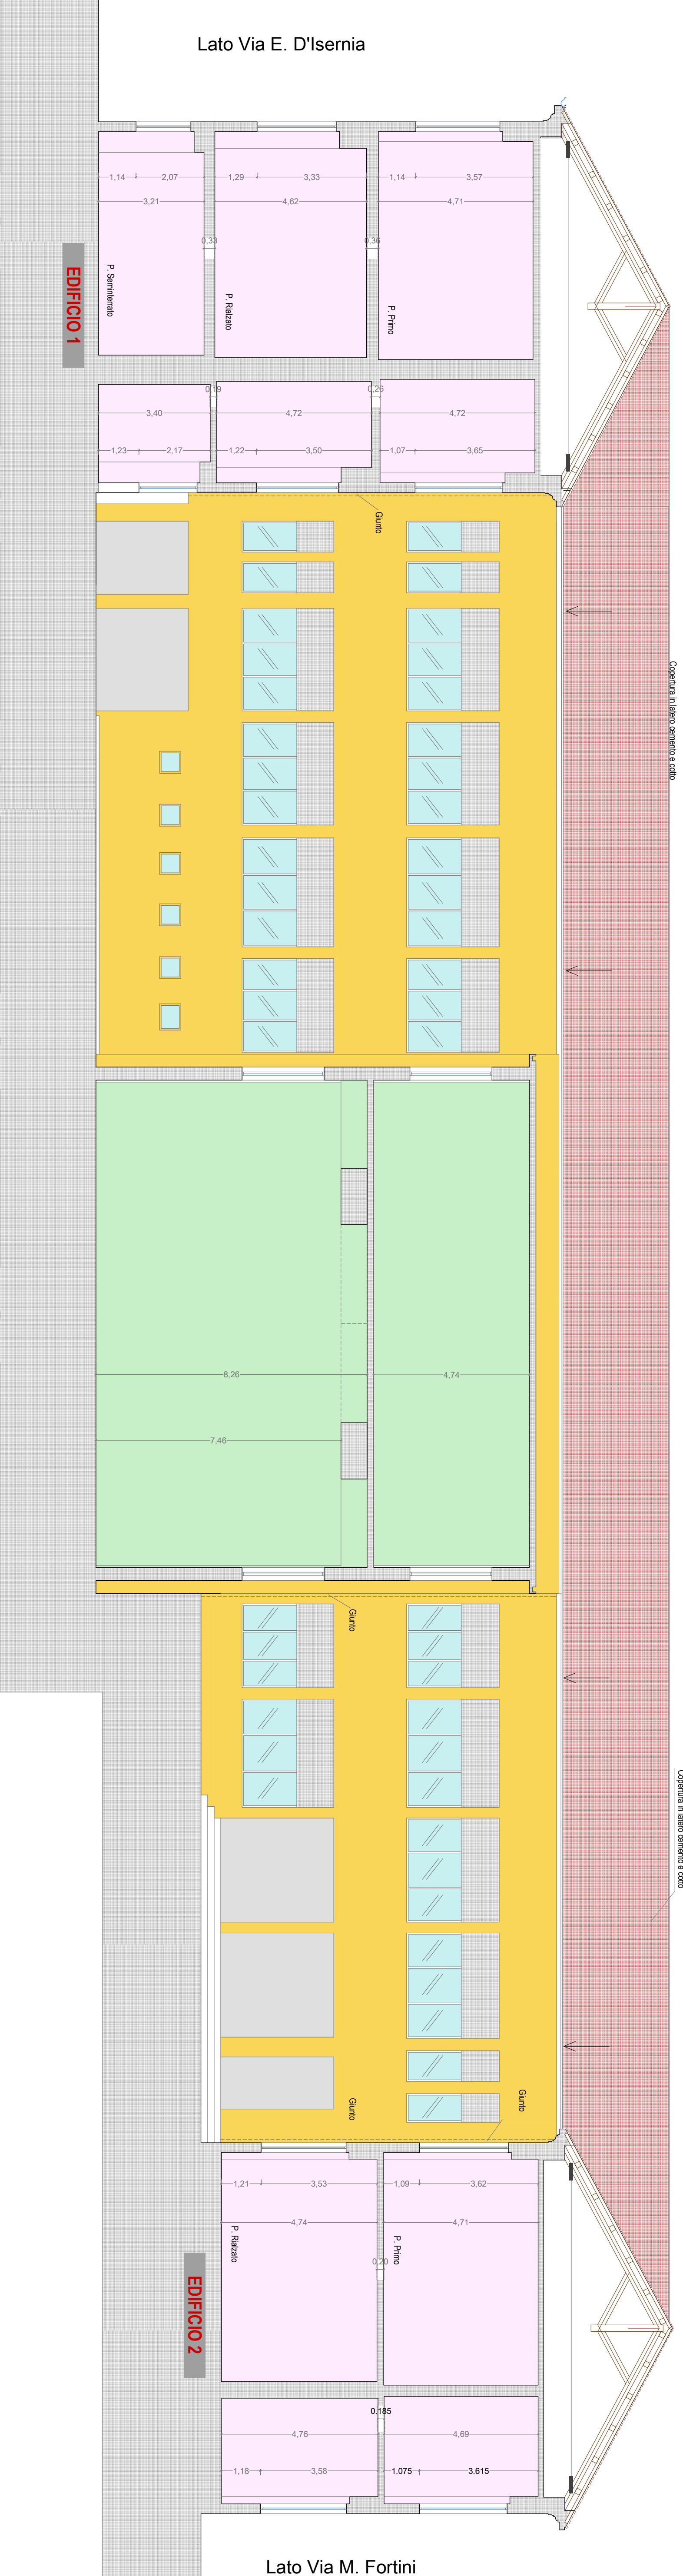 Lato Via E. D'Isernia
1,14
2,07
3,21
1,29
3,33
4,62
1,14
3,57
4,71
0,33
0,36
P. Seminterrato
P. Rialzato
P. Primo
EDIFICIO 1
0,19
0,26
3,40
4,72
4,72
1,23
2,17
1,22
3,50
1,07
3,65
Giunto
Copertura in latero cemento e cotto
8,26
4,74
7,46
Giunto
Copertura in latero cemento e cotto
Giunto
Giunto
1,21
3,53
1,09
3,62
4,74
4,71
P. Rialzato
P. Primo
0,20
EDIFICIO 2
0.185
4,76
4,69
1,18
3,58
1.075
3.615
Lato Via M. Fortini